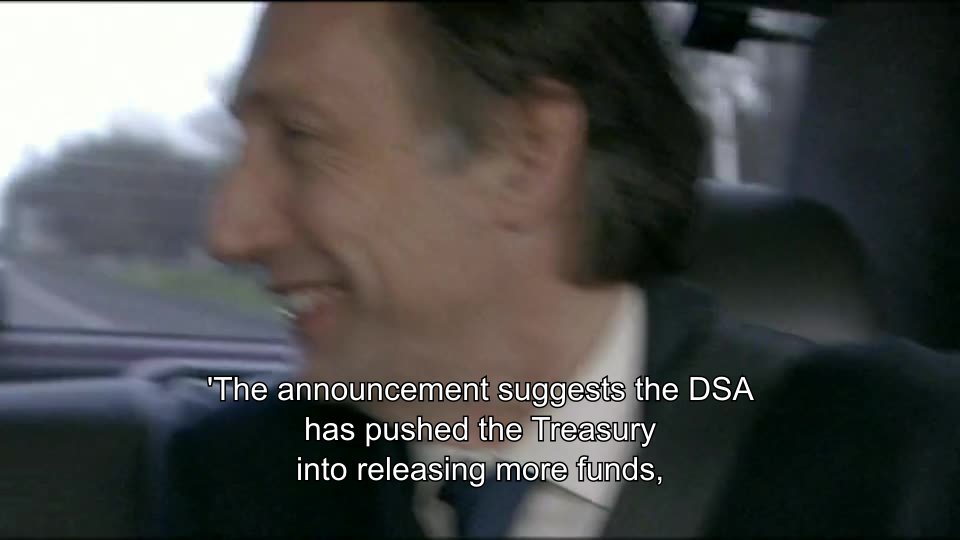 'The announcement suggests the DSA
has pushed the Treasury
into releasing more funds,